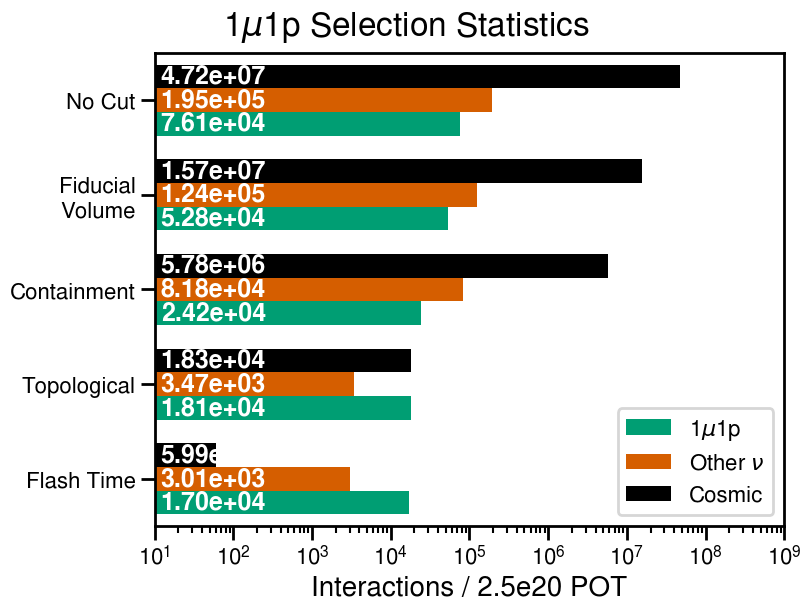 1μ1p Selection Statistics
No Cut
4.72e+07
1.95e+05
7.61e+04
Fiducial
Volume
1.57e+07
1.24e+05
5.28e+04
Containment
5.78e+06
8.18e+04
2.42e+04
Topological
1.83e+04
3.47e+03
1.81e+04
Flash Time
5.99e
3.01e+03
1.70e+04
1μ1p
Other ν
Cosmic
10¹ 10² 10³ 10⁴ 10⁵ 10⁶ 10⁷ 10⁸ 10⁹
Interactions / 2.5e20 POT